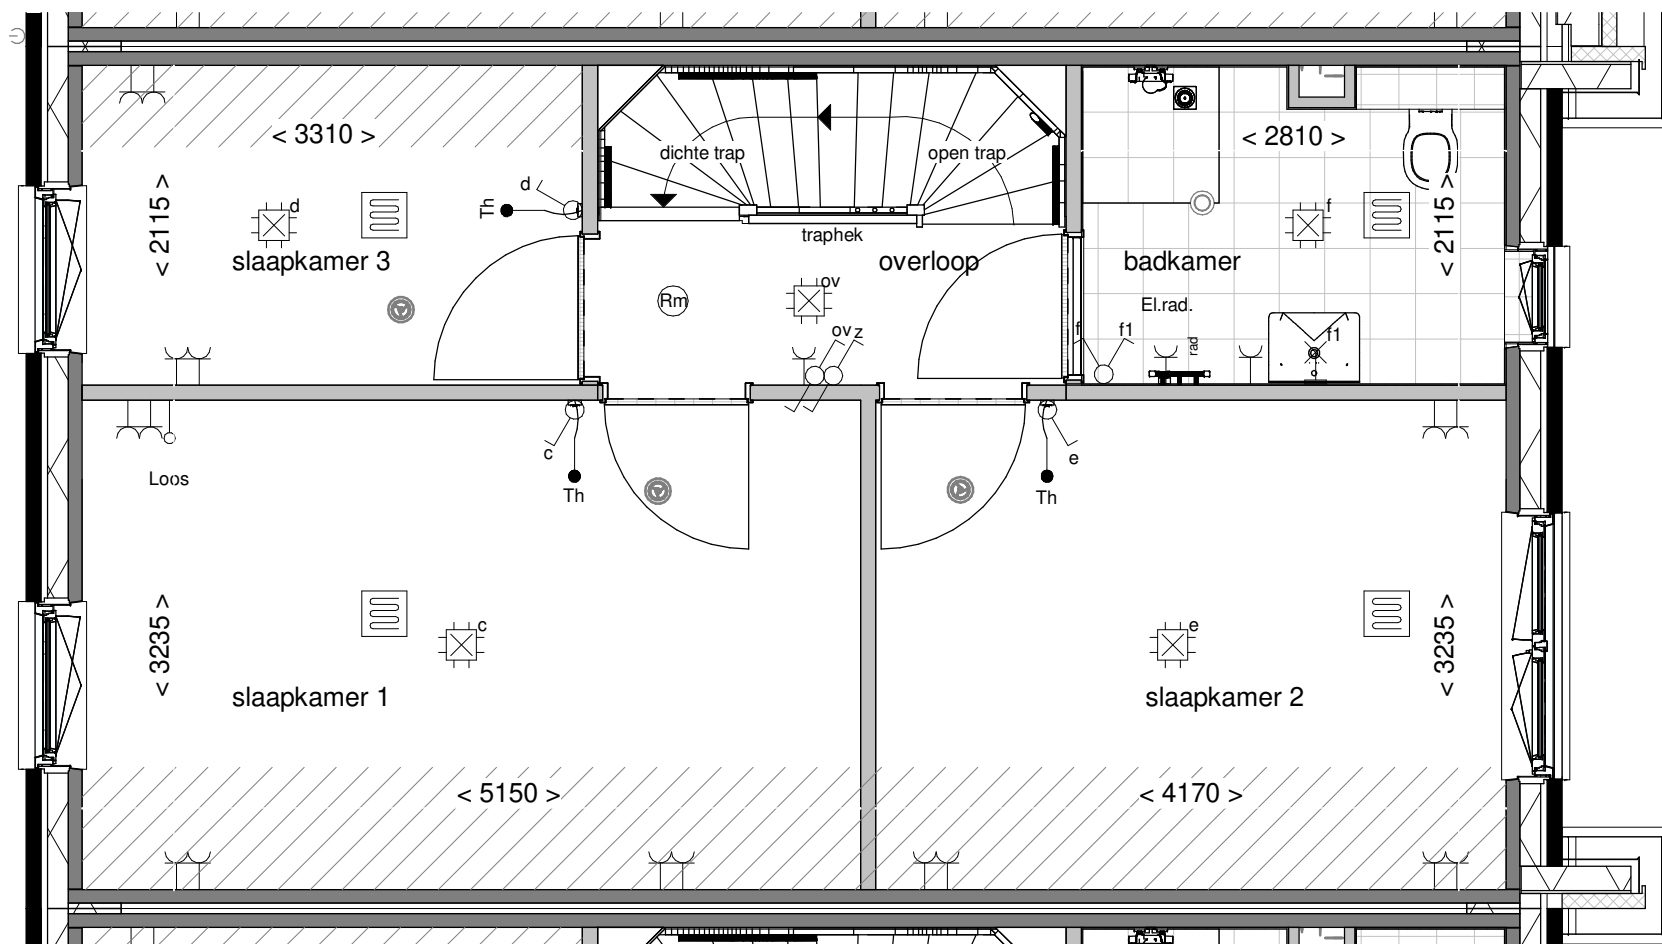 < 3310 >
dichte trap
open trap
< 2810 >
< 2115 >
d
slaapkamer 3
d
Th
traphek
overloop
ov
Rm
ov z
badkamer
f
< 2115 >
El.rad.
rad
f
f1
f1
Loos
c
Th
e
Th
< 3235 >
c
slaapkamer 1
e
slaapkamer 2
< 3235 >
< 5150 >
< 4170 >